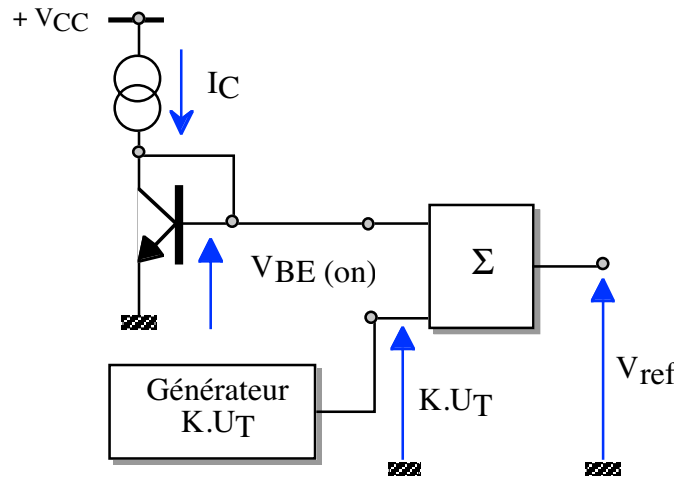 + VCC
IC
VBE (on)
Σ
Générateur
K.UT
K.UT
Vref